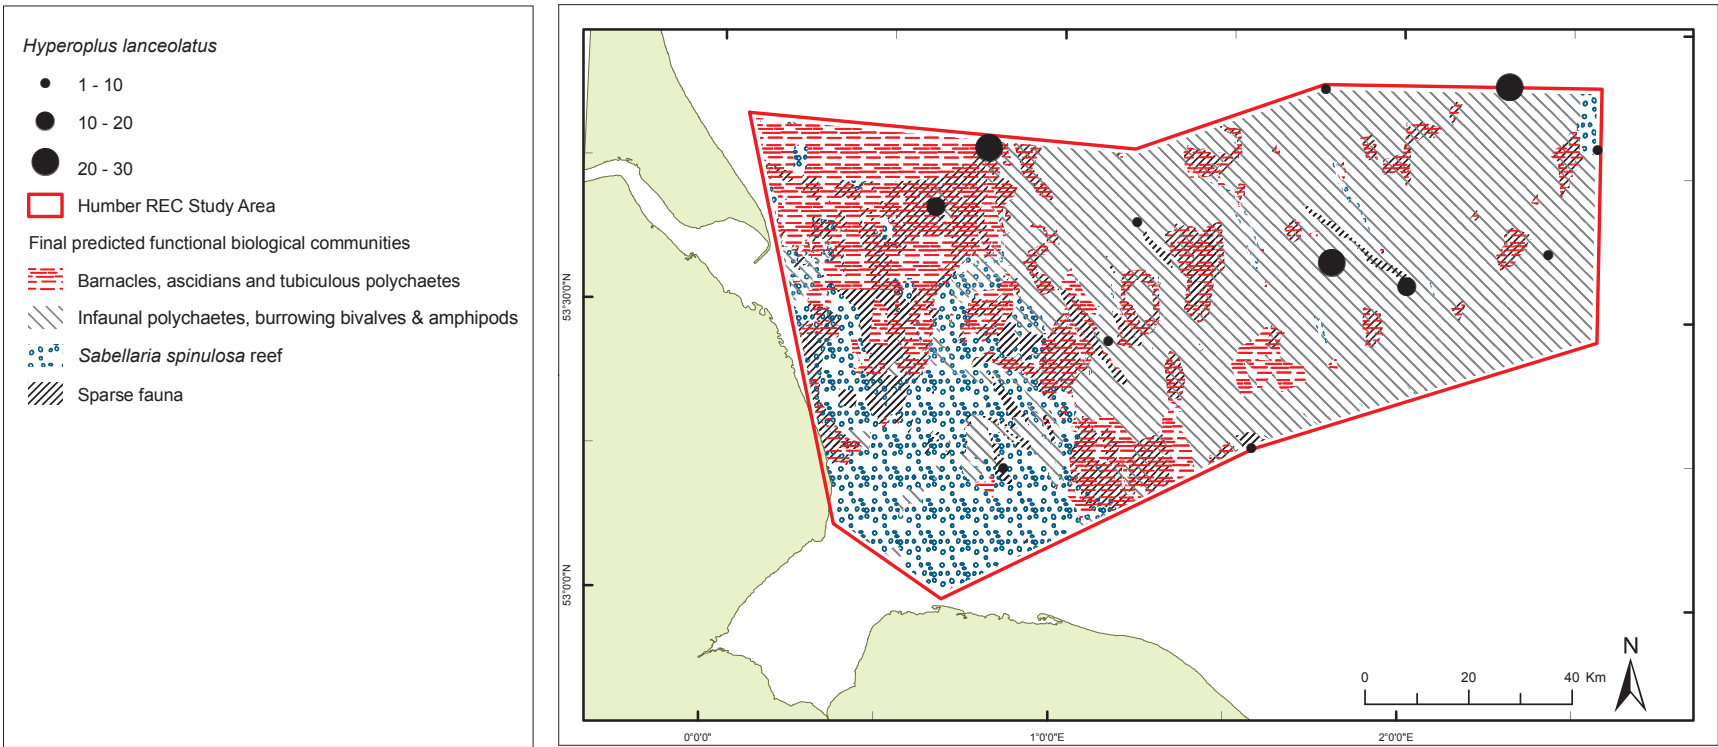 Hyperoplus lanceolatus
1 - 10
10 - 20
20 - 30
Humber REC Study Area
Final predicted functional biological communities
Barnacles, ascidians and tubiculous polychaetes
Infaunal polychaetes, burrowing bivalves & amphipods
Sabellaria spinulosa reef
Sparse fauna
53°30'0"N
53°0'0"N
N
0 20 40 Km
0°0'0" 1°0'0"E 2°0'0"E